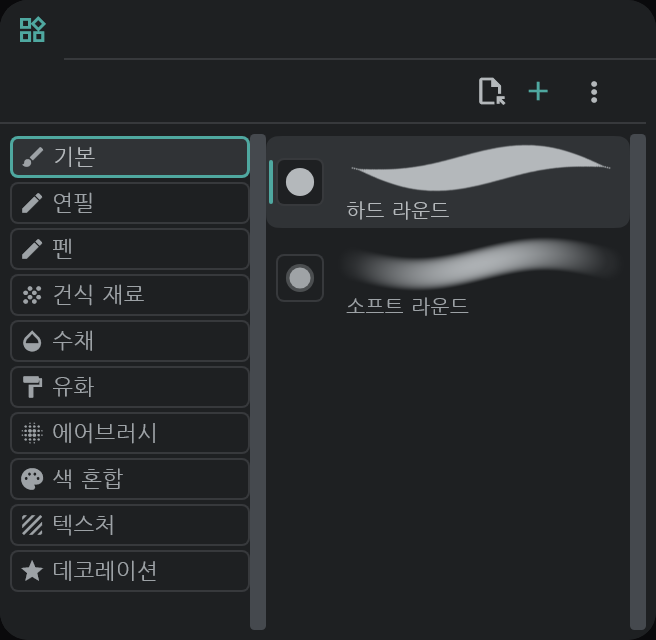 기본
연필
펜
건식 재료
수채
유화
에어브러시
색 혼합
텍스처
데코레이션
하드 라운드
소프트 라운드